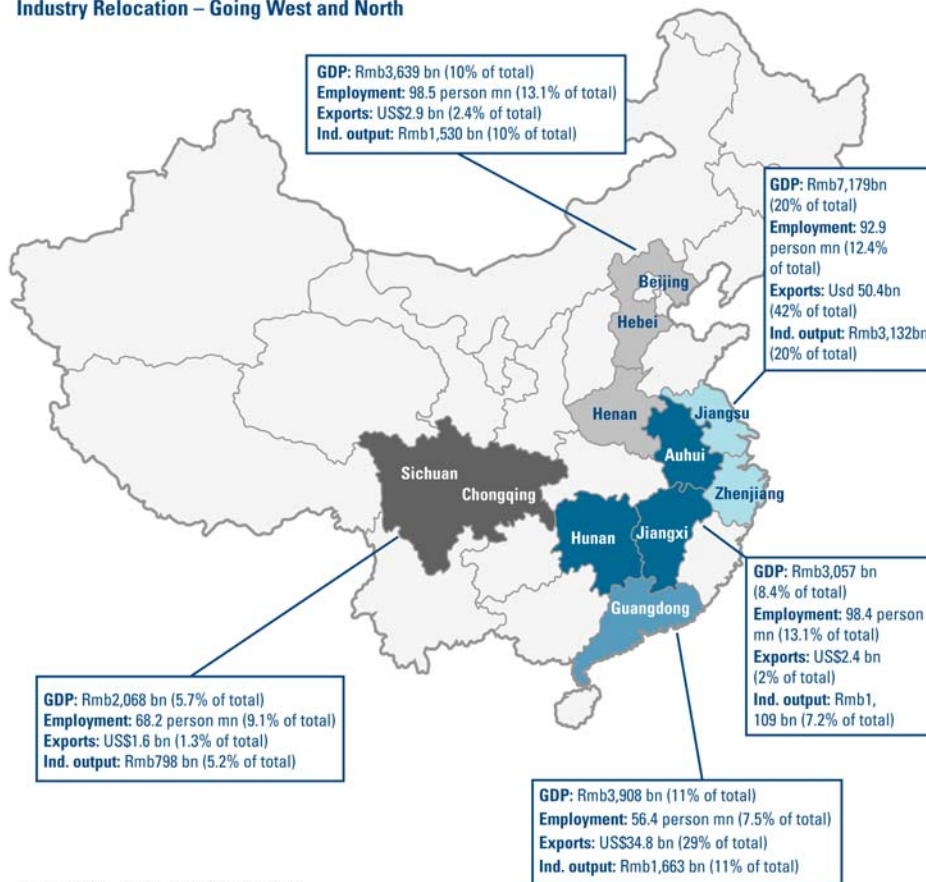 Industry Relocation – Going West and North
GDP: Rmb3,639 bn (10% of total)
Employment: 98.5 person mn (13.1% of total)
Exports: US$2.9 bn (2.4% of total)
Ind. output: Rmb1,530 bn (10% of total)
GDP: Rmb7,179bn
(20% of total)
Employment: 92.9
person mn (12.4%
of total)
Exports: Usd 50.4bn
(42% of total)
Ind. output: Rmb3,132bn
(20% of total)
Beijing
Hebei
Henan
Jiangsu
Auhui
Sichuan
Chongqing
Zhenjiang
Hunan
Jiangxi
Guangdong
GDP: Rmb3,057 bn
(8.4% of total)
Employment: 98.4 person
mn (13.1% of total)
Exports: US$2.4 bn
(2% of total)
Ind. output: Rmb1,
109 bn (7.2% of total)
GDP: Rmb2,068 bn (5.7% of total)
Employment: 68.2 person mn (9.1% of total)
Exports: US$1.6 bn (1.3% of total)
Ind. output: Rmb798 bn (5.2% of total)
GDP: Rmb3,908 bn (11% of total)
Employment: 56.4 person mn (7.5% of total)
Exports: US$34.8 bn (29% of total)
Ind. output: Rmb1,663 bn (11% of total)